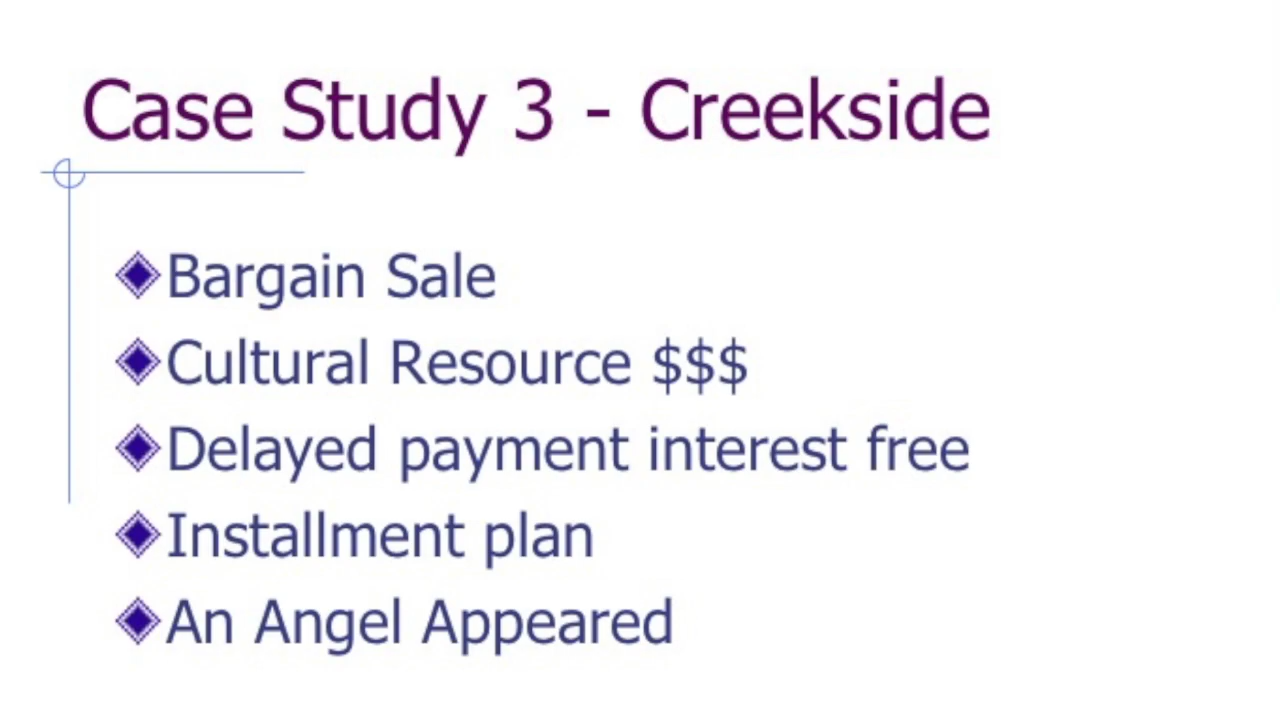 Case Study 3 - Creekside
Bargain Sale
Cultural Resource $$$
Delayed payment interest free
Installment plan
An Angel Appeared